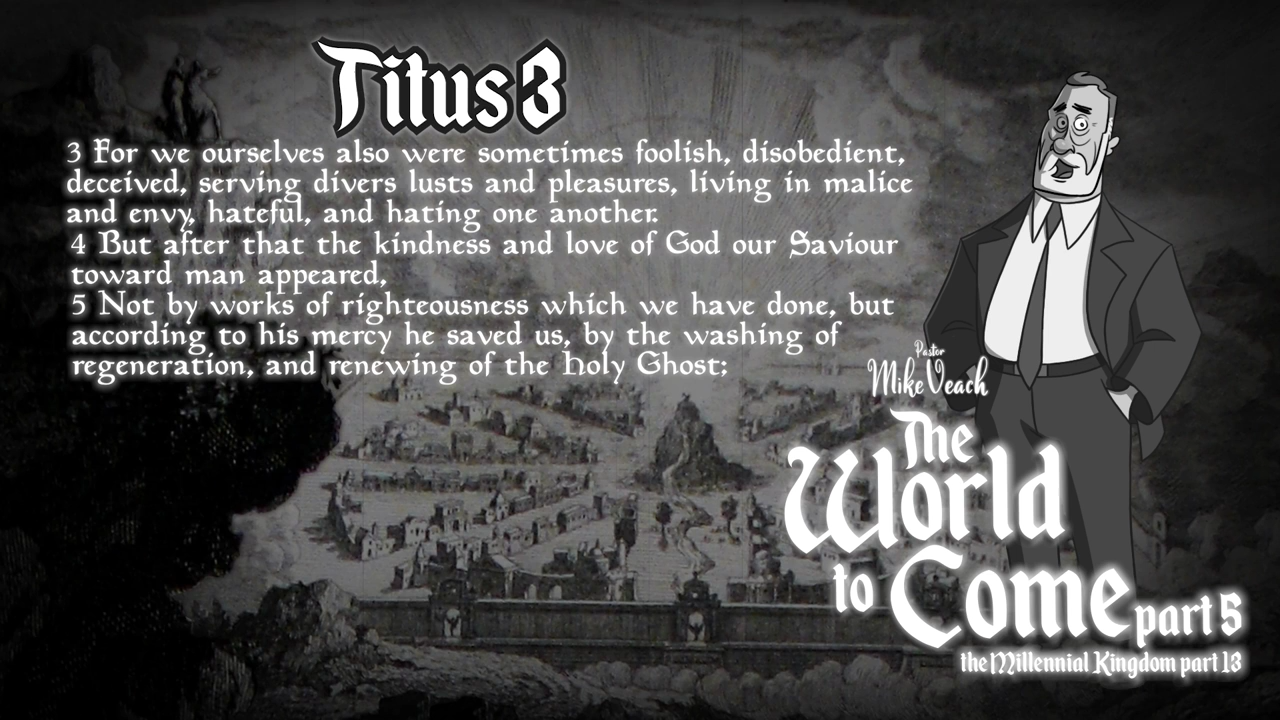 Titus 3
3 For we ourselves also were sometimes foolish, disobedient,
deceived, serving divers lusts and pleasures, living in malice
and envy, hateful, and hating one another.
4 But after that the kindness and love of God our Saviour
toward man appeared,
5 Not by works of righteousness which we have done, but
according to his mercy he saved us, by the washing of
regeneration, and renewing of the Holy Ghost;
Pastor
Mike Veach
The
World
to Come part 5
the Millennial Kingdom part 13